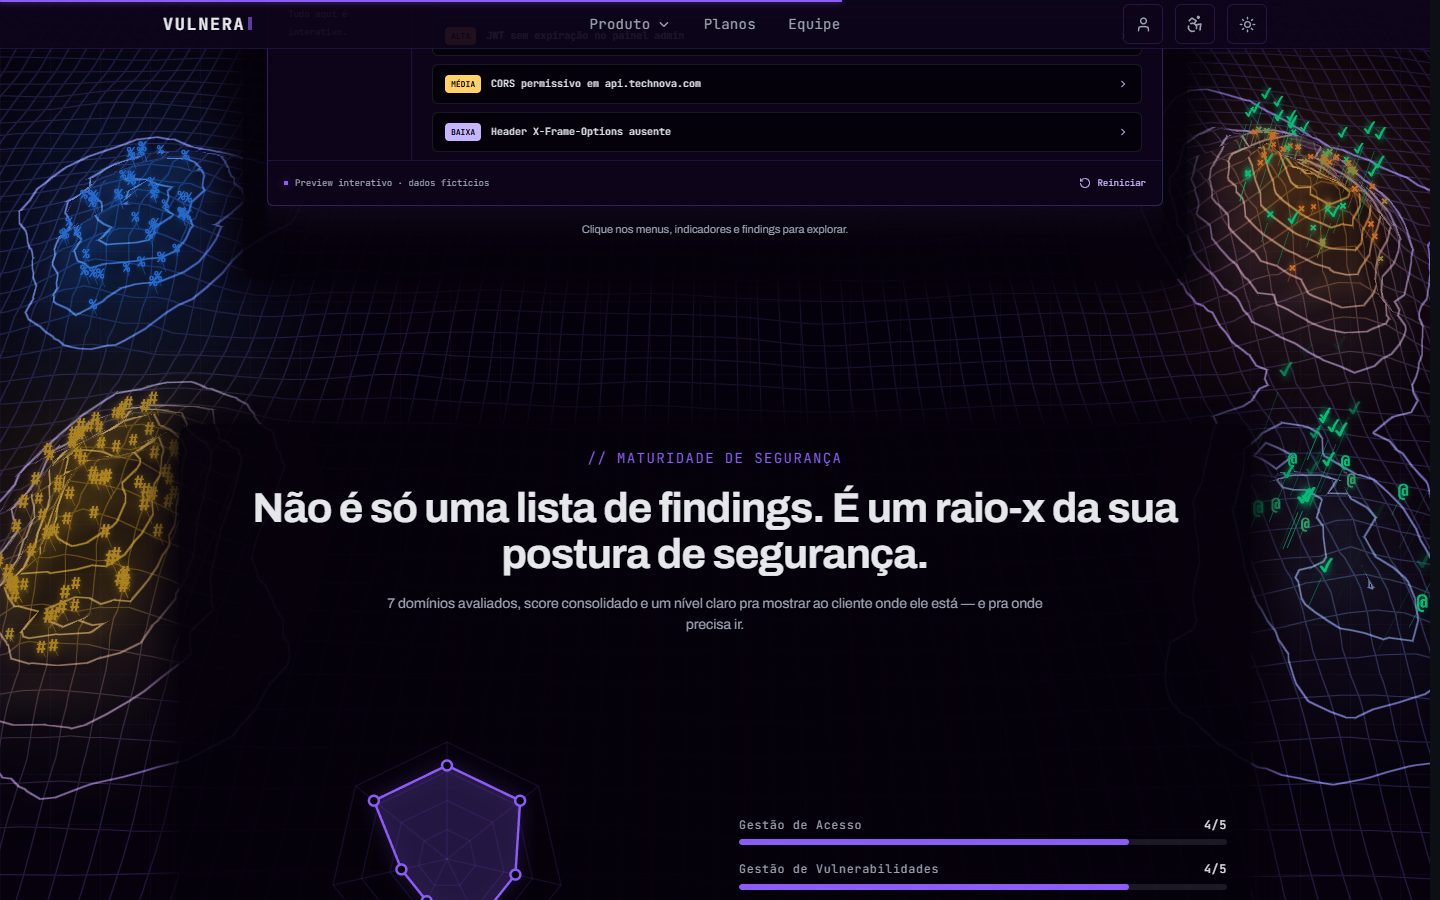 VULNERA
Produto
Planos
Equipe
Tudo aqui é
interativo.
ALTA
JWT sem expiração no painel admin
MÉDIA
CORS permissivo em api.technova.com
BAIXA
Header X-Frame-Options ausente
Preview interativo · dados fictícios
Reiniciar
Clique nos menus, indicadores e findings para explorar.
// MATURIDADE DE SEGURANÇA
Não é só uma lista de findings. É um raio-x da sua
postura de segurança.
7 domínios avaliados, score consolidado e um nível claro pra mostrar ao cliente onde ele está — e pra onde
precisa ir.
Gestão de Acesso
4/5
Gestão de Vulnerabilidades
4/5